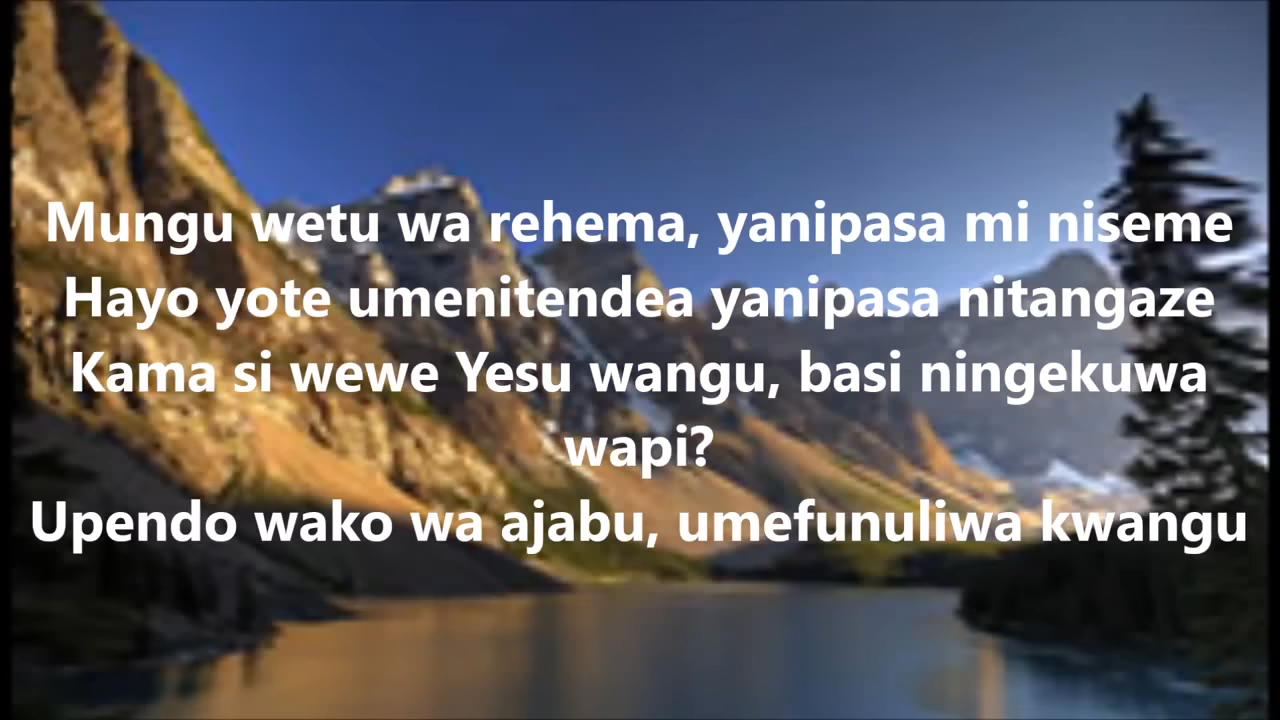 Mungu wetu wa rehema, yanipasa mi niseme
Hayo yote umenitendea yanipasa nitangaze
Kama si wewe Yesu wangu, basi ningekuwa
wapi?
Upendo wako wa ajabu, umefunuliwa kwangu